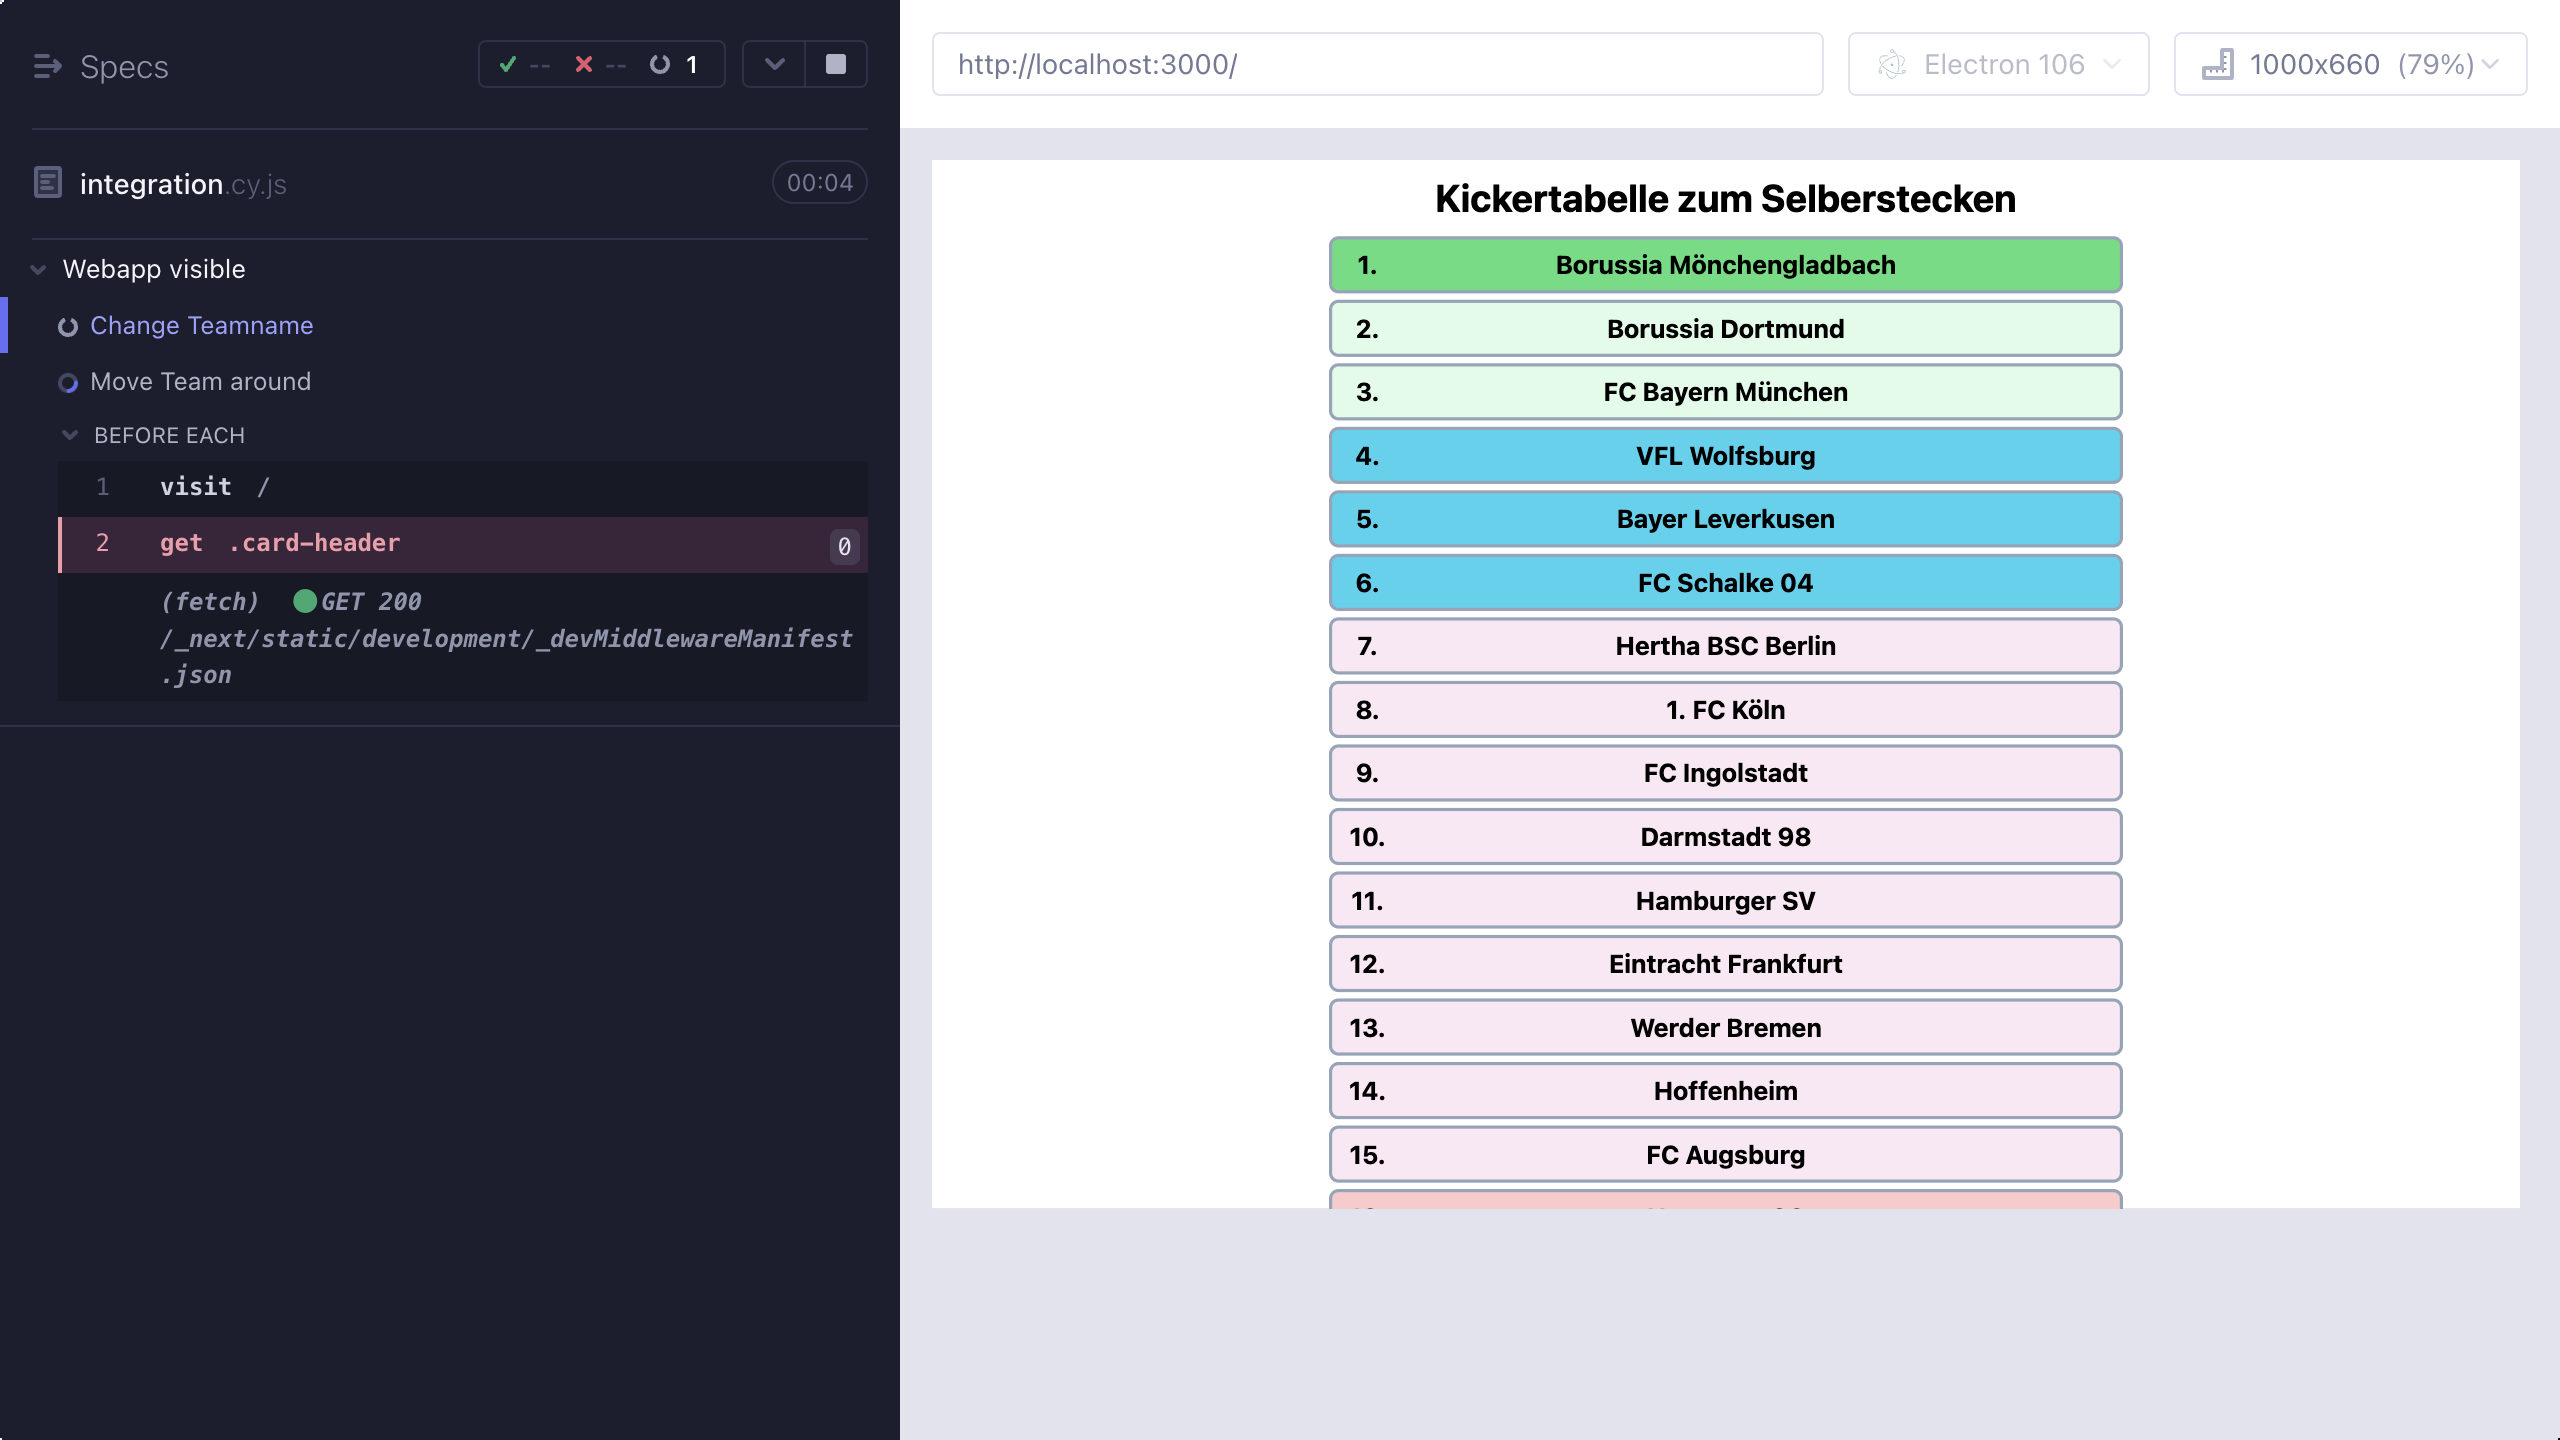 Specs
-- -- 1
integration.cy.js 00:04
Webapp visible
Change Teamname
Move Team around
BEFORE EACH
1 visit /
2 get .card-header 0
(fetch) GET 200
/_next/static/development/_devMiddlewareManifest
.json
http://localhost:3000/
Electron 106
1000x660 (79%)
Kickertabelle zum Selberstecken
1. Borussia Mönchengladbach
2. Borussia Dortmund
3. FC Bayern München
4. VFL Wolfsburg
5. Bayer Leverkusen
6. FC Schalke 04
7. Hertha BSC Berlin
8. 1. FC Köln
9. FC Ingolstadt
10. Darmstadt 98
11. Hamburger SV
12. Eintracht Frankfurt
13. Werder Bremen
14. Hoffenheim
15. FC Augsburg